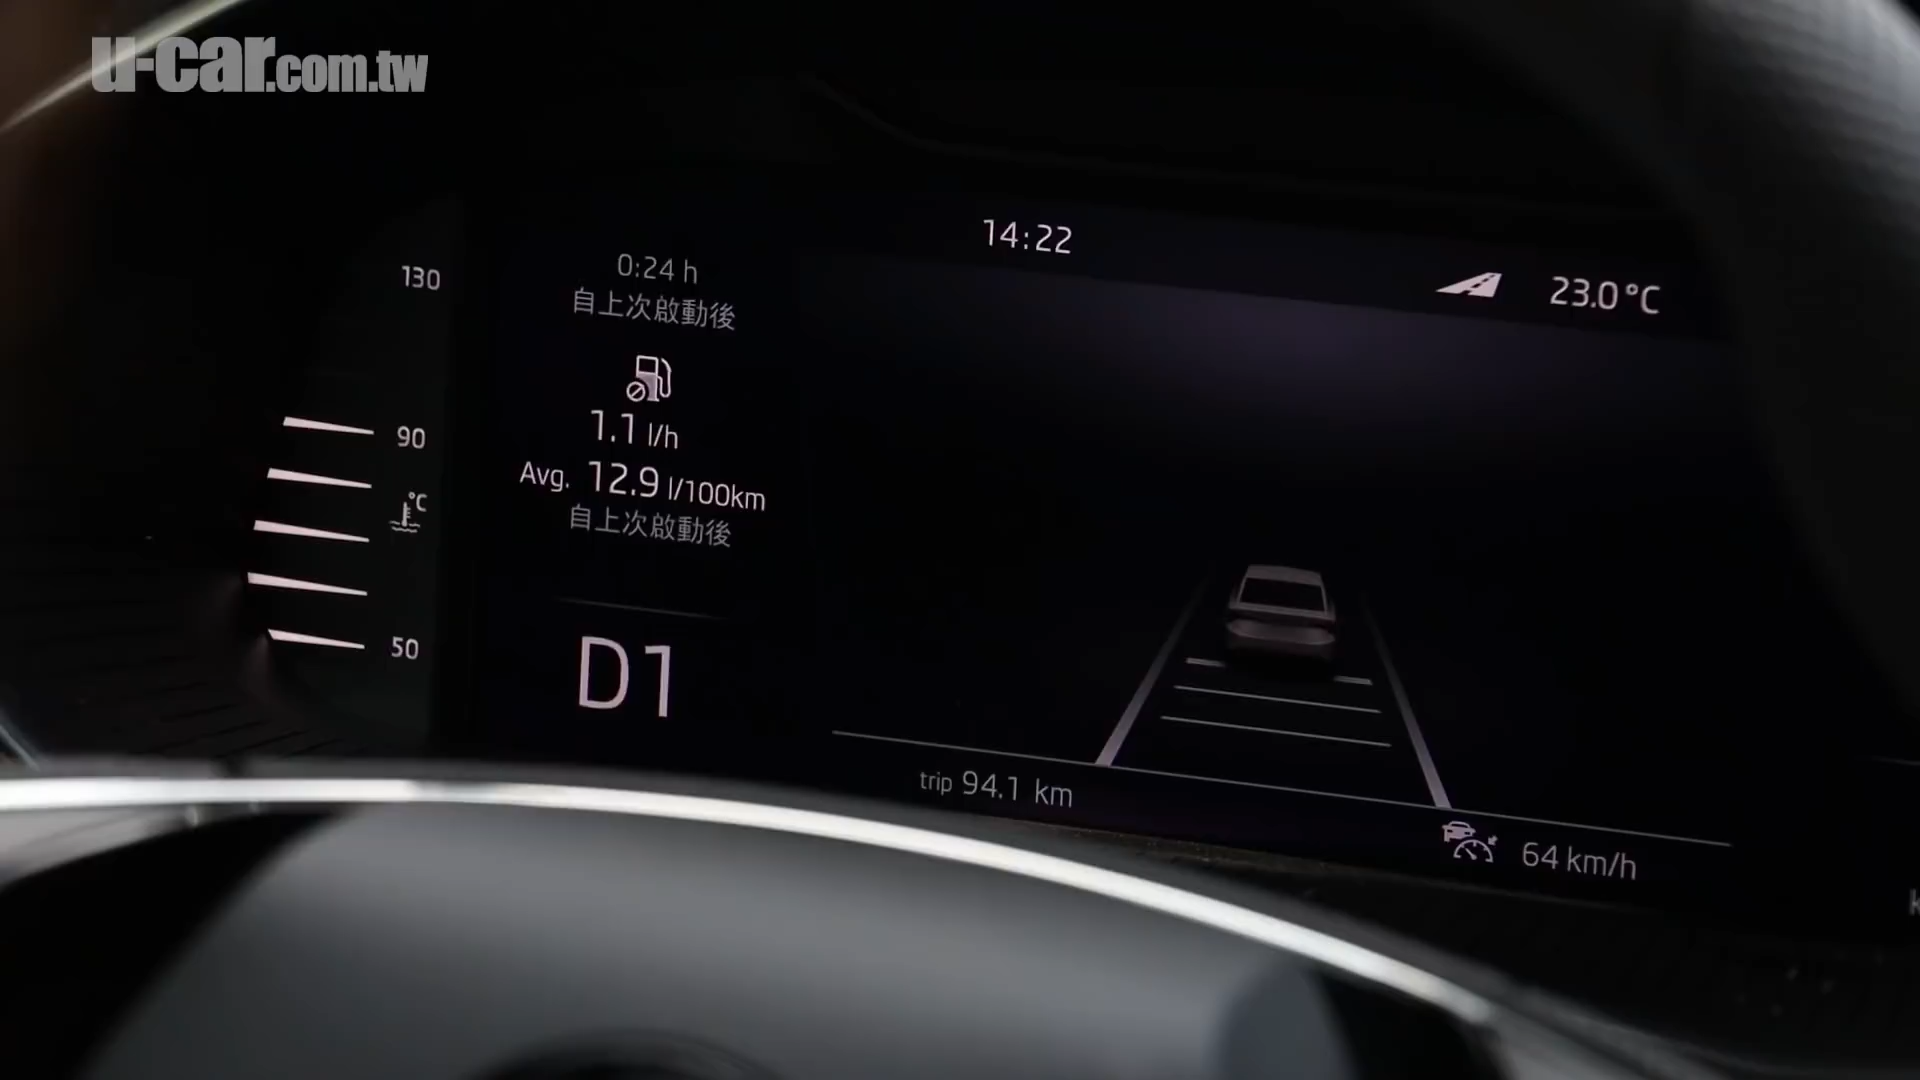 u-car.com.tw
14:22
23.0°C
130
90
°C
50
0:24 h
自上次啟動後
1.1 l/h
Avg. 12.9 l/100km
自上次啟動後
D1
trip 94.1 km
64 km/h